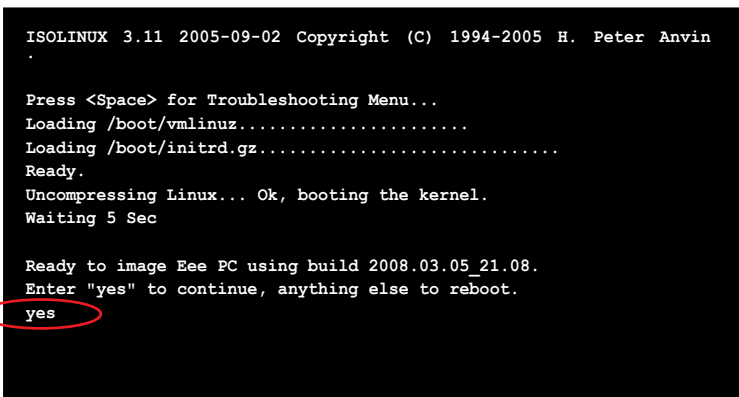 ISOLINUX 3.11 2005-09-02 Copyright (C) 1994-2005 H. Peter Anvin
.
Press <Space> for Troubleshooting Menu...
Loading /boot/vmlinuz.......................
Loading /boot/initrd.gz..............................
Ready.
Uncompressing Linux... Ok, booting the kernel.
Waiting 5 Sec
Ready to image Eee PC using build 2008.03.05_21.08.
Enter "yes" to continue, anything else to reboot.
yes